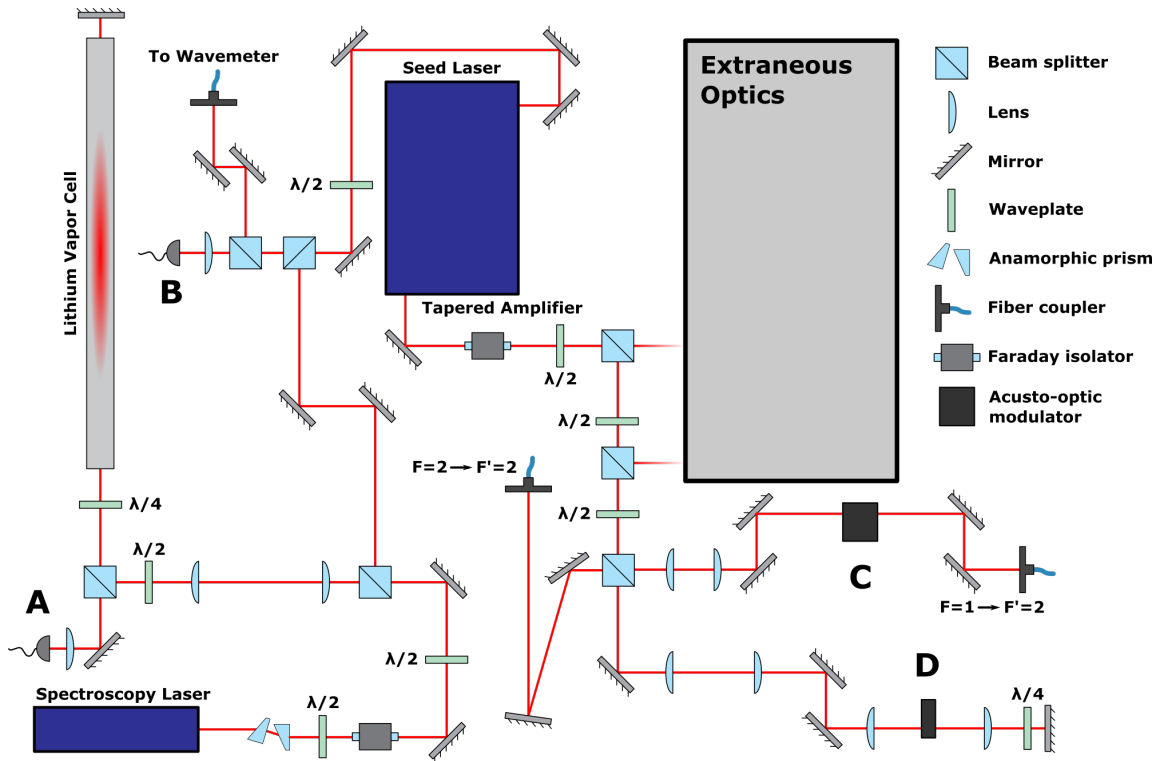 To Wavemeter
Seed Laser
Extraneous
Optics
Beam splitter
Lens
Mirror
Waveplate
Anamorphic prism
Fiber coupler
Faraday isolator
Acusto-optic
modulator
Lithium Vapor Cell
λ/2
B
Tapered Amplifier
λ/2
λ/2
F=2→F'=2
λ/4
λ/2
λ/2
A
C
F=1→F'=2
λ/2
D
Spectroscopy Laser
λ/2
λ/4